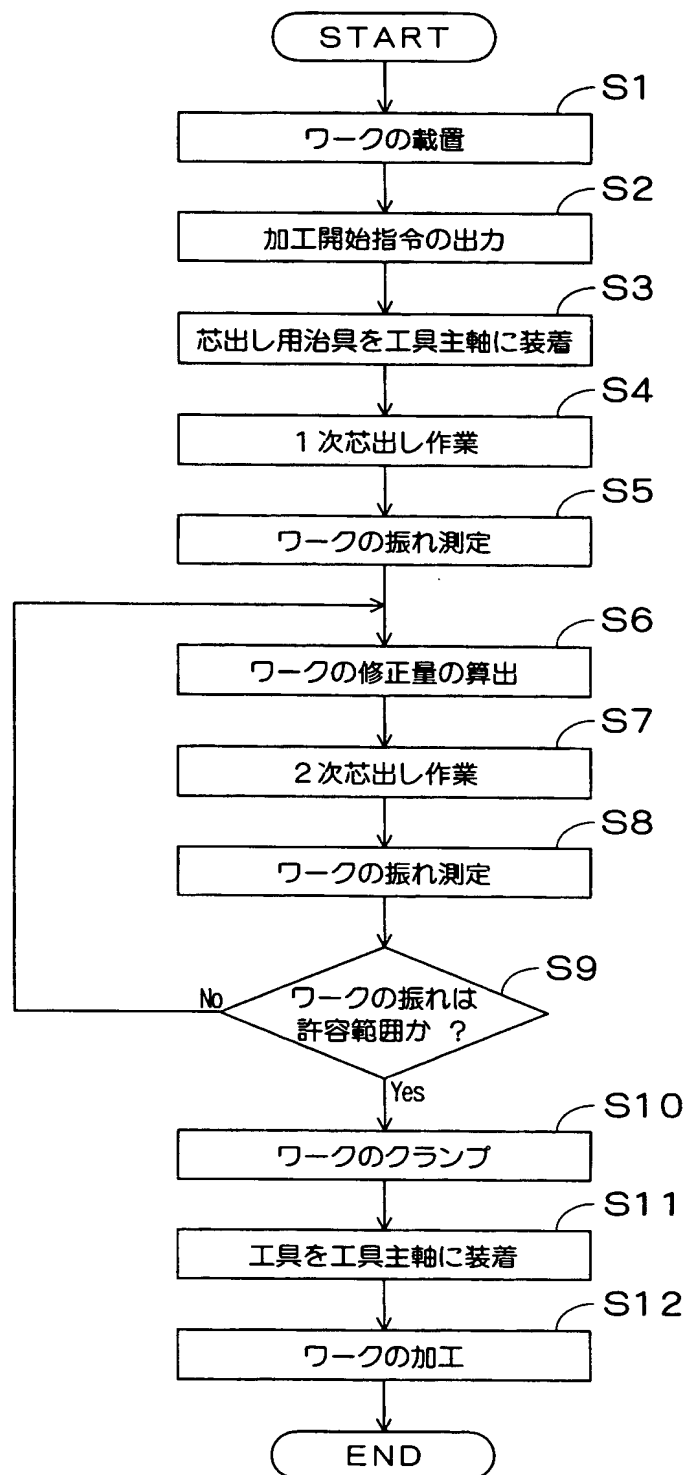 START
S1
ワークの載置
S2
加工開始指令の出力
S3
芯出し用治具を工具主軸に装着
S4
1次芯出し作業
S5
ワークの振れ測定
S6
ワークの修正量の算出
S7
2次芯出し作業
S8
ワークの振れ測定
S9
ワークの振れは
許容範囲か ?
No
Yes
S10
ワークのクランプ
S11
工具を工具主軸に装着
S12
ワークの加工
END